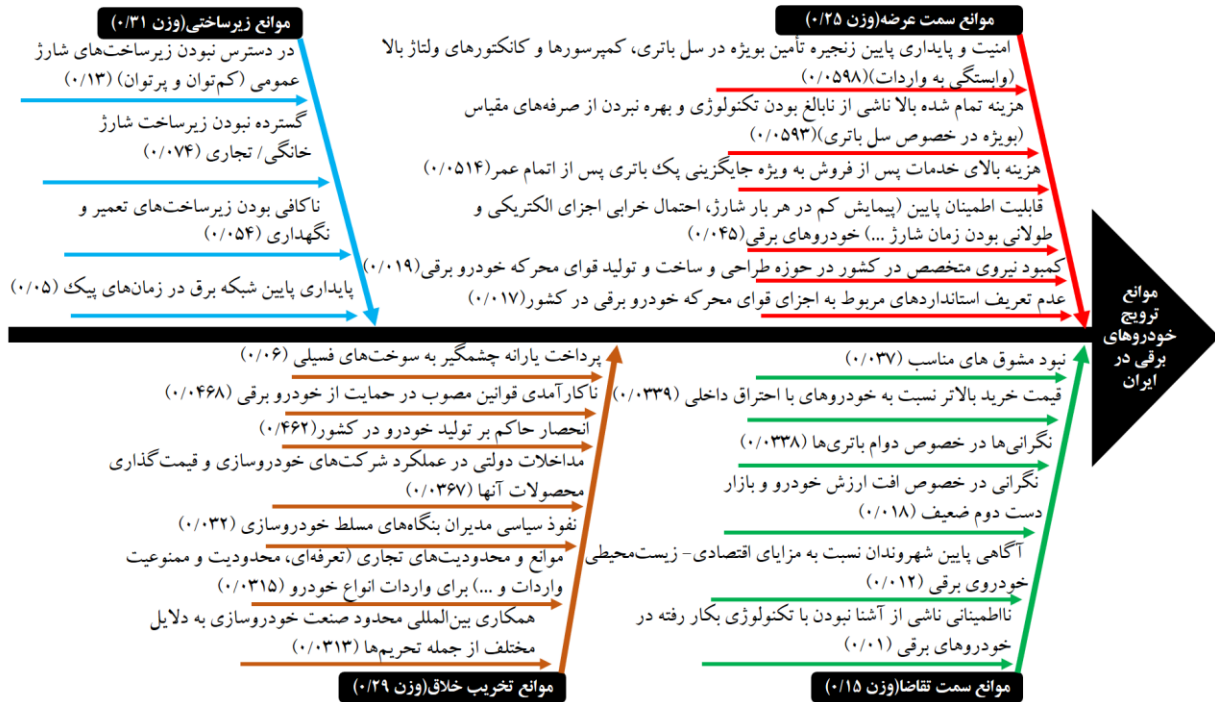 موانع سمت عرضه(وزن ۰/۲۵)
امنیت و پایداری پایین زنجیره تأمین بویژه در سل باتری، کمپرسورها و کانکتورهای ولتاژ بالا
(وابستگی به واردات)(۰/۰۵۹۸)
هزینه تمام شده بالا ناشی از نابالغ بودن تکنولوژی و بهره نبردن از صرفه‌های مقیاس
(بویژه در خصوص سل باتری)(۰/۰۵۹۳)
هزینه بالای خدمات پس از فروش به ویژه جایگزینی پک باتری پس از اتمام عمر(۰/۰۵۱۴)
قابلیت اطمینان پایین (پیمایش کم در هر بار شارژ، احتمال خرابی اجزای الکتریکی و
طولانی بودن زمان شارژ ...) خودروهای برقی(۰/۰۴۵)
کمبود نیروی متخصص در کشور در حوزه طراحی و ساخت و تولید قوای محرکه خودرو برقی(۰/۰۱۹)
عدم تعریف استانداردهای مربوط به اجزای قوای محرکه خودرو برقی در کشور(۰/۰۱۷)
موانع زیرساختی(وزن ۰/۳۱)
در دسترس نبودن زیرساخت‌های شارژ
عمومی (کم‌توان و پرتوان) (۰/۱۳)
گسترده نبودن زیرساخت شارژ
خانگی/ تجاری (۰/۰۷۴)
ناکافی بودن زیرساخت‌های تعمیر و
نگهداری (۰/۰۵۴)
پایداری پایین شبکه برق در زمان‌های پیک (۰/۰۵)
موانع
ترویج
خودروهای
برقی در
ایران
نبود مشوق های مناسب (۰/۰۳۷)
قیمت خرید بالاتر نسبت به خودروهای با احتراق داخلی (۰/۰۳۳۹)
نگرانی‌ها در خصوص دوام باتری‌ها (۰/۰۳۳۸)
نگرانی در خصوص افت ارزش خودرو و بازار
دست دوم ضعیف (۰/۰۱۸)
آگاهی پایین شهروندان نسبت به مزایای اقتصادی- زیست‌محیطی
خودروی برقی (۰/۰۱۲)
نااطمینانی ناشی از آشنا نبودن با تکنولوژی بکار رفته در
خودروهای برقی (۰/۰۱)
موانع سمت تقاضا(وزن ۰/۱۵)
پرداخت یارانه چشمگیر به سوخت‌های فسیلی (۰/۰۶)
ناکارآمدی قوانین مصوب در حمایت از خودرو برقی (۰/۰۴۶۸)
انحصار حاکم بر تولید خودرو در کشور(۰/۴۶۲)
مداخلات دولتی در عملکرد شرکت‌های خودروسازی و قیمت‌گذاری
محصولات آنها (۰/۰۳۶۷)
نفوذ سیاسی مدیران بنگاه‌های مسلط خودروسازی (۰/۰۳۲)
موانع و محدودیت‌های تجاری (تعرفه‌ای، محدودیت و ممنوعیت
واردات و ...) برای واردات انواع خودرو (۰/۰۳۱۵)
همکاری بین‌المللی محدود صنعت خودروسازی به دلایل
مختلف از جمله تحریم‌ها (۰/۰۳۱۳)
موانع تخریب خلاق(وزن ۰/۲۹)